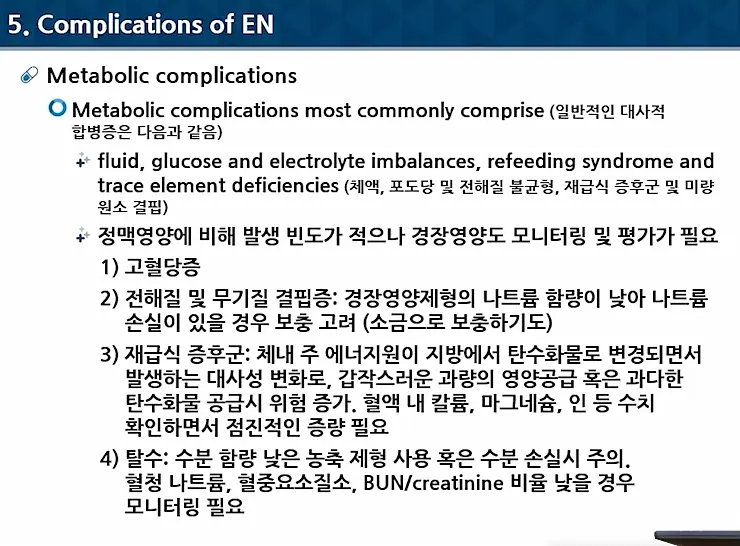 5. Complications of EN
Metabolic complications
Metabolic complications most commonly comprise (일반적인 대사적
합병증은 다음과 같음)
fluid, glucose and electrolyte imbalances, refeeding syndrome and
trace element deficiencies (체액, 포도당 및 전해질 불균형, 재급식 증후군 및 미량
원소 결핍)
정맥영양에 비해 발생 빈도가 적으나 경장영양도 모니터링 및 평가가 필요
1) 고혈당증
2) 전해질 및 무기질 결핍증: 경장영양제형의 나트륨 함량이 낮아 나트륨
손실이 있을 경우 보충 고려 (소금으로 보충하기도)
3) 재급식 증후군: 체내 주 에너지원이 지방에서 탄수화물로 변경되면서
발생하는 대사성 변화로, 갑작스러운 과량의 영양공급 혹은 과다한
탄수화물 공급시 위험 증가. 혈액 내 칼륨, 마그네슘, 인 등 수치
확인하면서 점진적인 증량 필요
4) 탈수: 수분 함량 낮은 농축 제형 사용 혹은 수분 손실시 주의.
혈청 나트륨, 혈중요소질소, BUN/creatinine 비율 낮을 경우
모니터링 필요